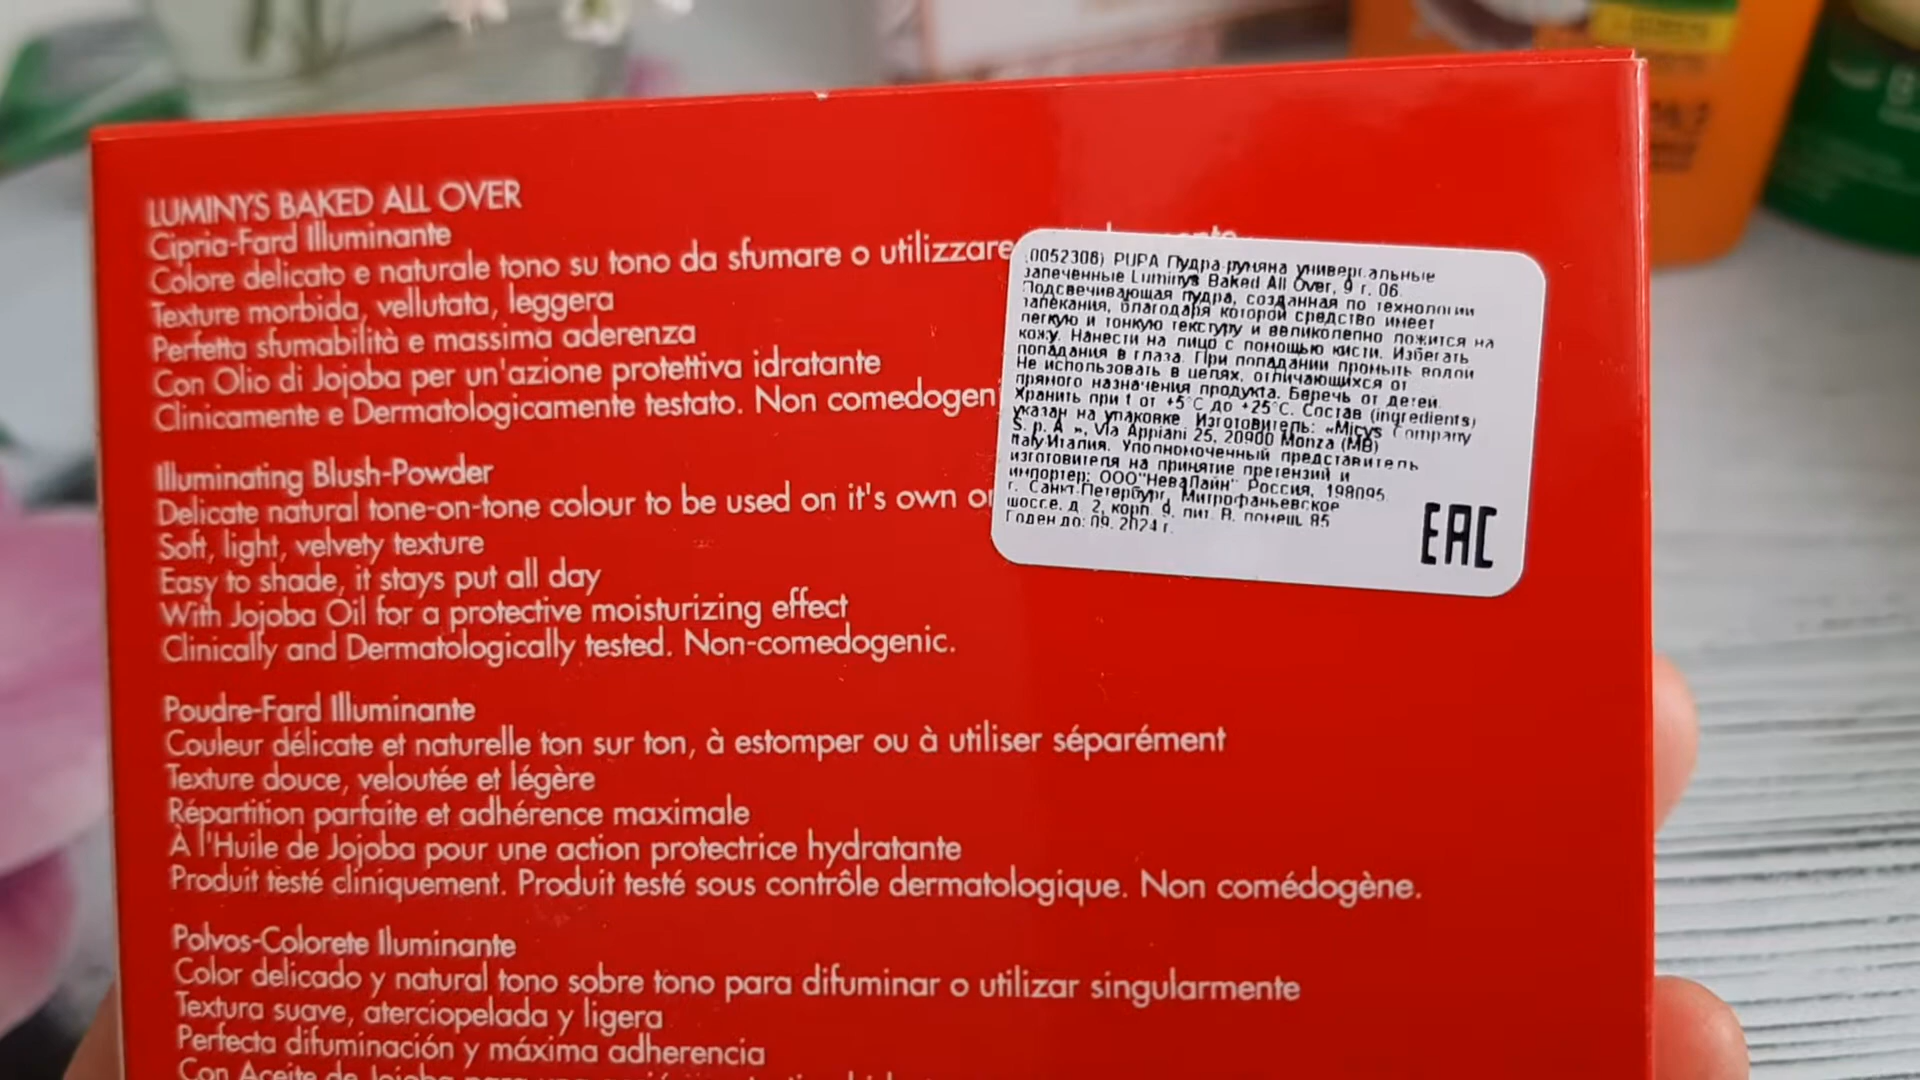 LUMINYS BAKED ALL OVER
Cipria-Fard Illuminante
Colore delicato e naturale tono su tono da sfumare o utilizzare
Texture morbida, vellutata, leggera
Perfetta sfumabilità e massima aderenza
Con Olio di Jojoba per un'azione protettiva idratante
Clinicamente e Dermatologicamente testato. Non comedogen
Illuminating Blush-Powder
Delicate natural tone-on-tone colour to be used on it's own or
Soft, light, velvety texture
Easy to shade, it stays put all day
With Jojoba Oil for a protective moisturizing effect
Clinically and Dermatologically tested. Non-comedogenic.
Poudre-Fard Illuminante
Couleur délicate et naturelle ton sur ton, à estomper ou à utiliser séparément
Texture douce, veloutée et légère
Répartition parfaite et adhérence maximale
À l'Huile de Jojoba pour une action protectrice hydratante
Produit testé cliniquement. Produit testé sous contrôle dermatologique. Non comédogène.
Polvos-Colorete Iluminante
Color delicado y natural tono sobre tono para difuminar o utilizar singularmente
Textura suave, aterciopelada y ligera
Perfecta difuminación y máxima adherencia
Con Aceite de Jojoba
(0052308) PUPA Пудра-румяна универсальные
запеченные Luminys Baked All Over, 9 г. 06.
Подсвечивающая пудра, созданная по технологии
запекания, благодаря которой средство имеет
легкую и тонкую текстуру и великолепно ложится на
кожу. Нанести на лицо с помощью кисти. Избегать
попадания в глаза. При попадании промыть водой
Не использовать в целях, отличающихся от
прямого назначения продукта. Беречь от детей.
Хранить при t от +5°C до +25°C. Состав (ingredients)
указан на упаковке. Изготовитель: «Micys Company
S. p. A », Via Appiani 25, 20900 Monza (MB)
Italy-Италия. Уполномоченный представитель
изготовителя на принятие претензий и
импортер: ООО"НеваЛайн" Россия, 198095
г. Санкт-Петербург, Митрофаньевское
шоссе. д. 2, корп. 9. лит. В. помещ. 85
Годен до: 09. 2024 г.
EAC